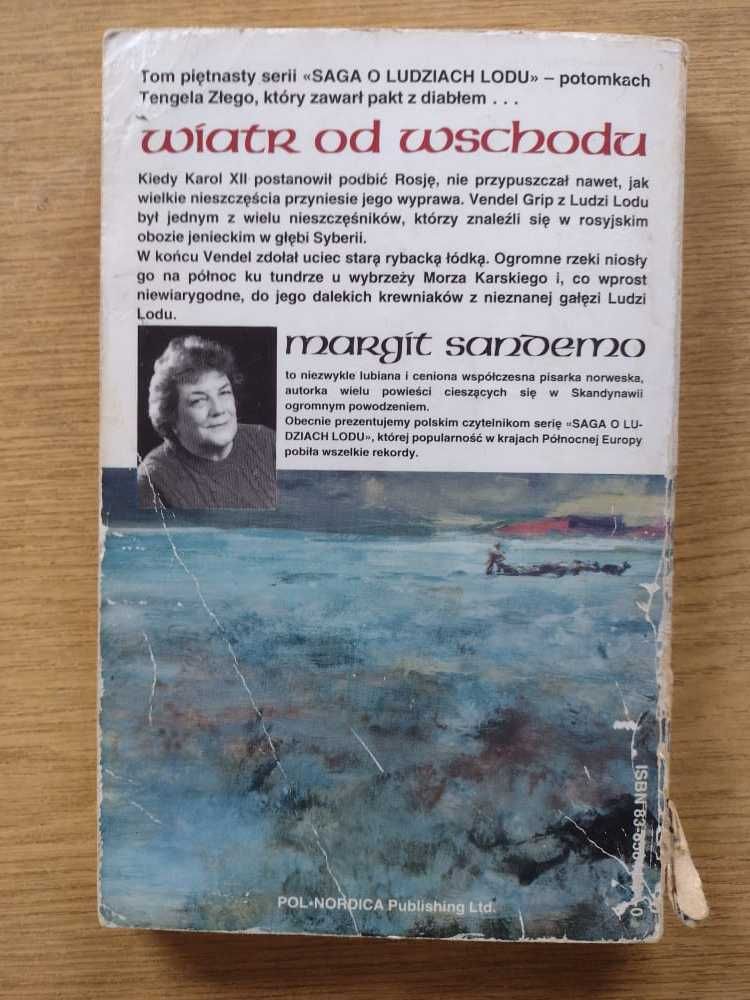 Tom piętnasty serii «SAGA O LUDZIACH LODU» – potomkach
Tengela Złego, który zawarł pakt z diabłem . . .
wiatr od wschodu
Kiedy Karol XII postanowił podbić Rosję, nie przypuszczał nawet, jak
wielkie nieszczęścia przyniesie jego wyprawa. Vendel Grip z Ludzi Lodu
był jednym z wielu nieszczęśników, którzy znaleźli się w rosyjskim
obozie jenieckim w głębi Syberii.
W końcu Vendel zdołał uciec starą rybacką łódką. Ogromne rzeki niosły
go na północ ku tundrze u wybrzeży Morza Karskiego i, co wprost
niewiarygodne, do jego dalekich krewniaków z nieznanej gałęzi Ludzi
Lodu.
margit sandemo
to niezwykle lubiana i ceniona współczesna pisarka norweska,
autorka wielu powieści cieszących się w Skandynawii
ogromnym powodzeniem.
Obecnie prezentujemy polskim czytelnikom serię «SAGA O LU-
DZIACH LODU», której popularność w krajach Północnej Europy
pobiła wszelkie rekordy.
ISBN 83-
POL•NORDICA Publishing Ltd.